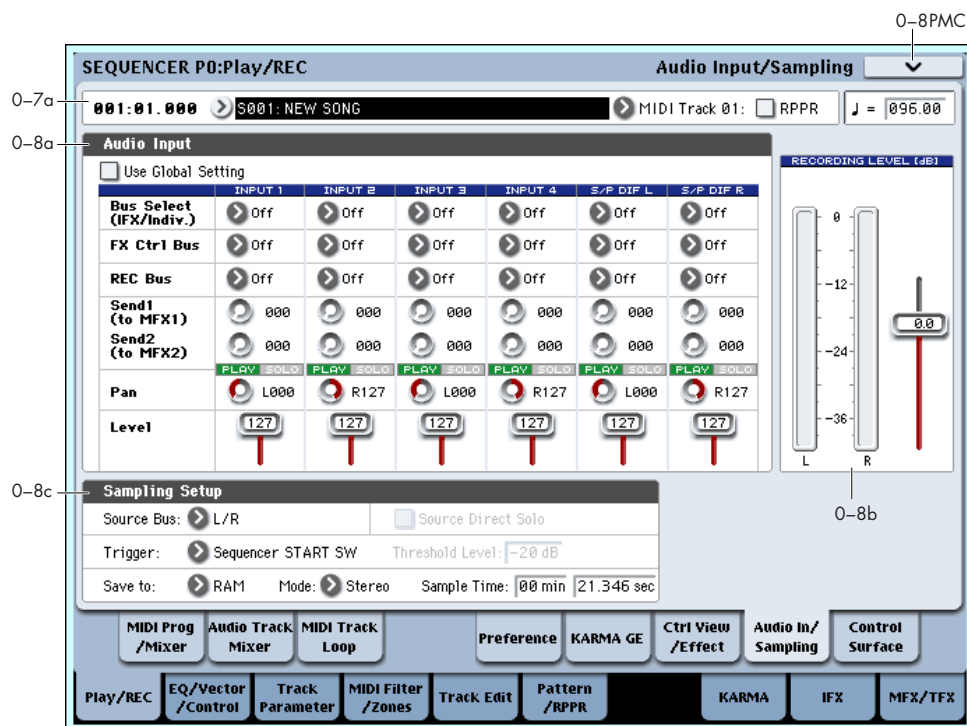 0–8PMC
SEQUENCER P0:Play/REC Audio Input/Sampling
0–7a 001:01.000 S001: NEW SONG MIDI Track 01: RPPR ♩ = 096.00
0–8a Audio Input
Use Global Setting
RECORDING LEVEL [dB]
INPUT 1 INPUT 2 INPUT 3 INPUT 4 S/P DIF L S/P DIF R
Bus Select
(IFX/Indiv.) Off Off Off Off Off Off
FX Ctrl Bus Off Off Off Off Off Off
REC Bus Off Off Off Off Off Off
Send1
(to MFX1) 000 000 000 000 000 000
Send2
(to MFX2) 000 000 000 000 000 000
PLAY SOLO PLAY SOLO PLAY SOLO PLAY SOLO PLAY SOLO PLAY SOLO
Pan L000 R127 L000 R127 L000 R127
Level 127 127 127 127 127 127
0
-12
-24
-36
0.0
L R
0–8b
0–8c Sampling Setup
Source Bus: L/R Source Direct Solo
Trigger: Sequencer START SW Threshold Level: -20 dB
Save to: RAM Mode: Stereo Sample Time: 00 min 21.346 sec
MIDI Prog
/Mixer
Audio Track
Mixer
MIDI Track
Loop
Preference
KARMA GE
Ctrl View
/Effect
Audio In/
Sampling
Control
Surface
Play/REC
EQ/Vector
/Control
Track
Parameter
MIDI Filter
/Zones
Track Edit
Pattern
/RPPR
KARMA
IFX
MFX/TFX